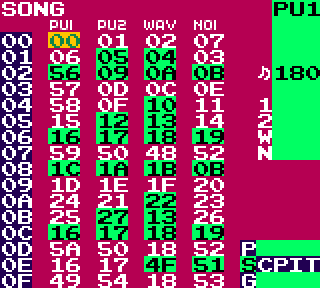 SONG PU1
PU1 PU2 WAV NOI
00 00 01 02 07
01 06 05 04 03
02 56 09 0A 0B 180
03 57 0D 0C 0E
04 58 0F 10 11 1
05 15 12 13 14 2
06 16 17 18 19 W
07 59 50 48 52 N
08 1C 1A 1B 0B
09 1D 1E 1F 20
0A 24 21 22 23
0B 25 27 13 26
0C 16 17 18 19
0D 5A 50 18 52 P
0E 16 17 4F 51 SCPIT
0F 49 54 18 53 G